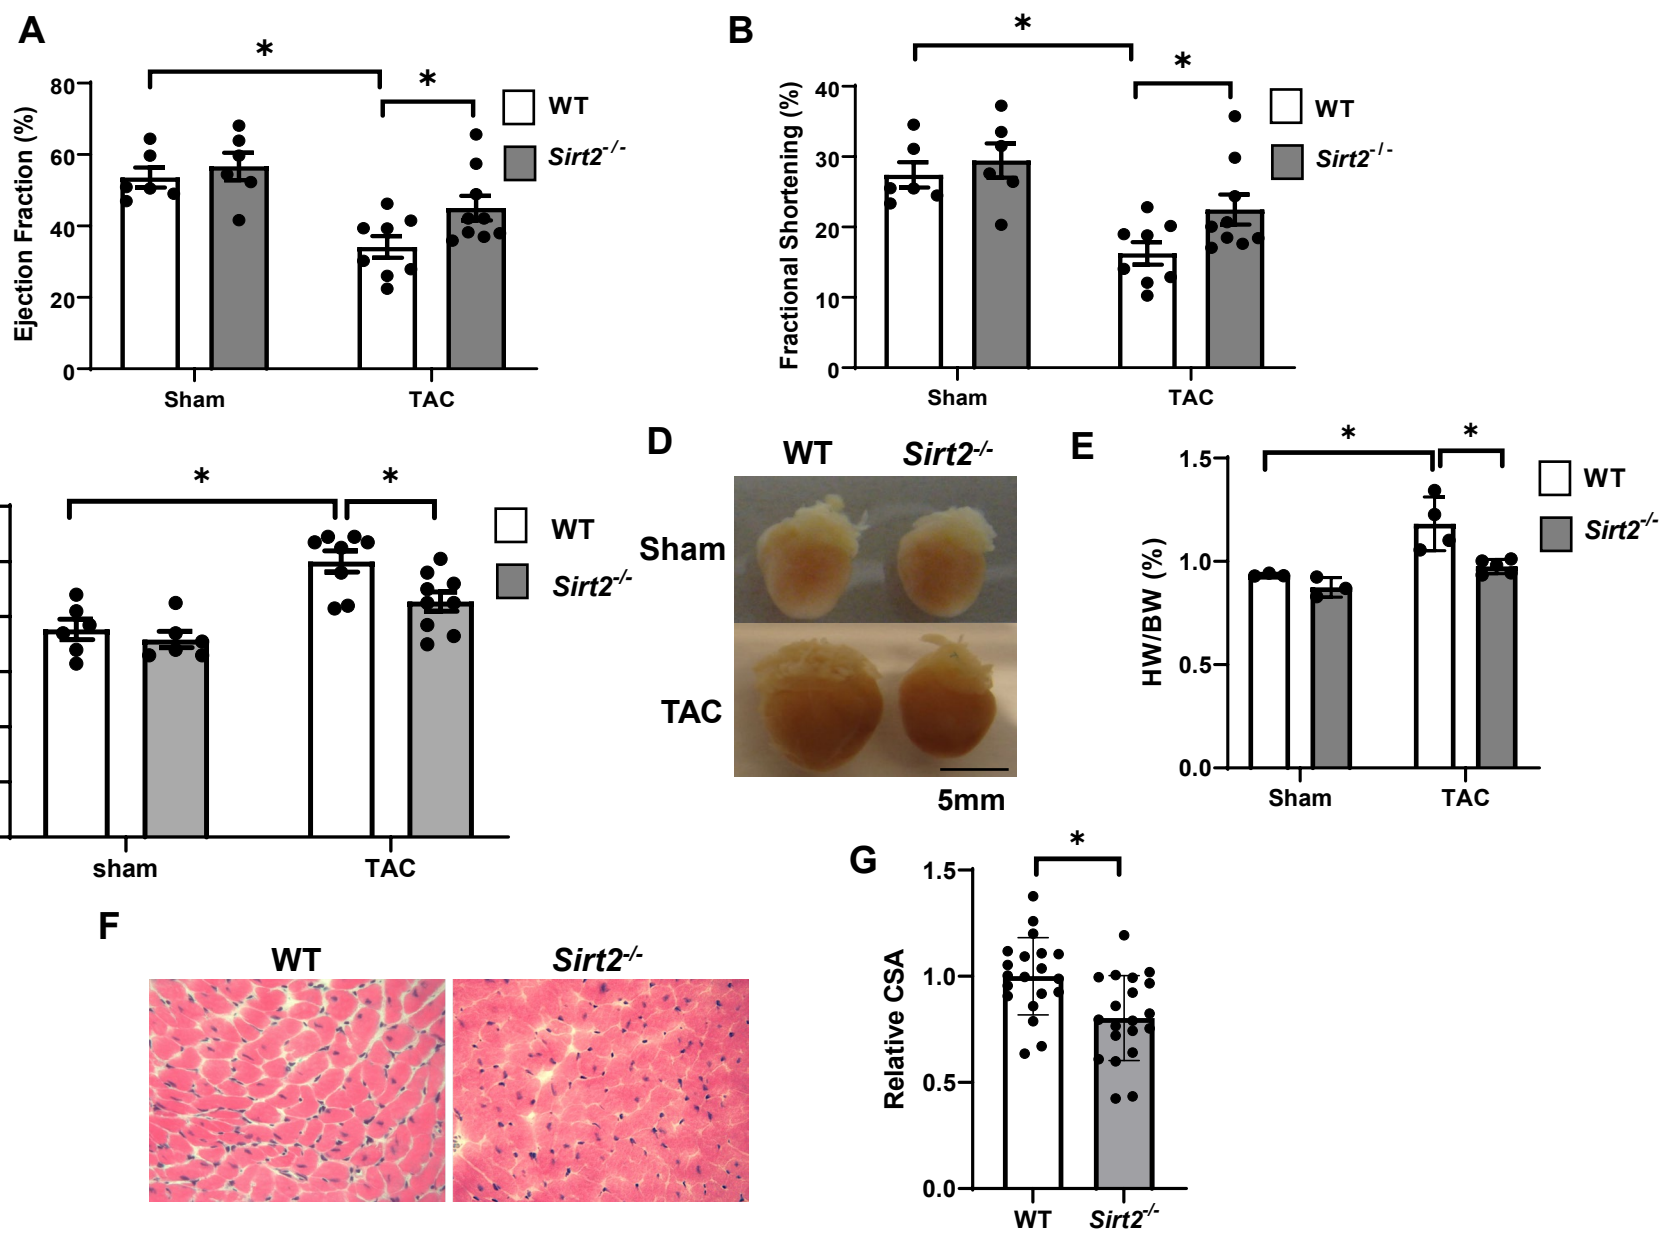 A
*
*
80
60
40
20
0
Ejection Fraction (%)
WT
Sirt2-/-
Sham
TAC
B
*
*
40
30
20
10
0
Fractional Shortening (%)
WT
Sirt2-/-
Sham
TAC
*
*
WT
Sirt2-/-
sham
TAC
D
WT
Sirt2-/-
Sham
TAC
5mm
E
*
*
1.5
1.0
0.5
0.0
HW/BW (%)
WT
Sirt2-/-
Sham
TAC
F
WT
Sirt2-/-
G
*
1.5
1.0
0.5
0.0
Relative CSA
WT
Sirt2-/-